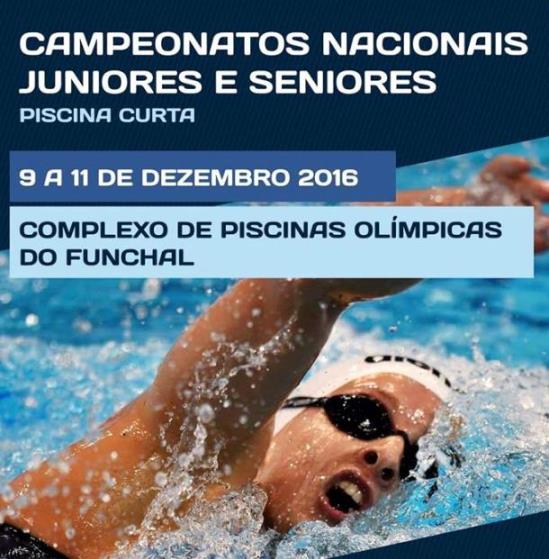 CAMPEONATOS NACIONAIS
JUNIORES E SENIORES
PISCINA CURTA
9 A 11 DE DEZEMBRO 2016
COMPLEXO DE PISCINAS OLÍMPICAS
DO FUNCHAL